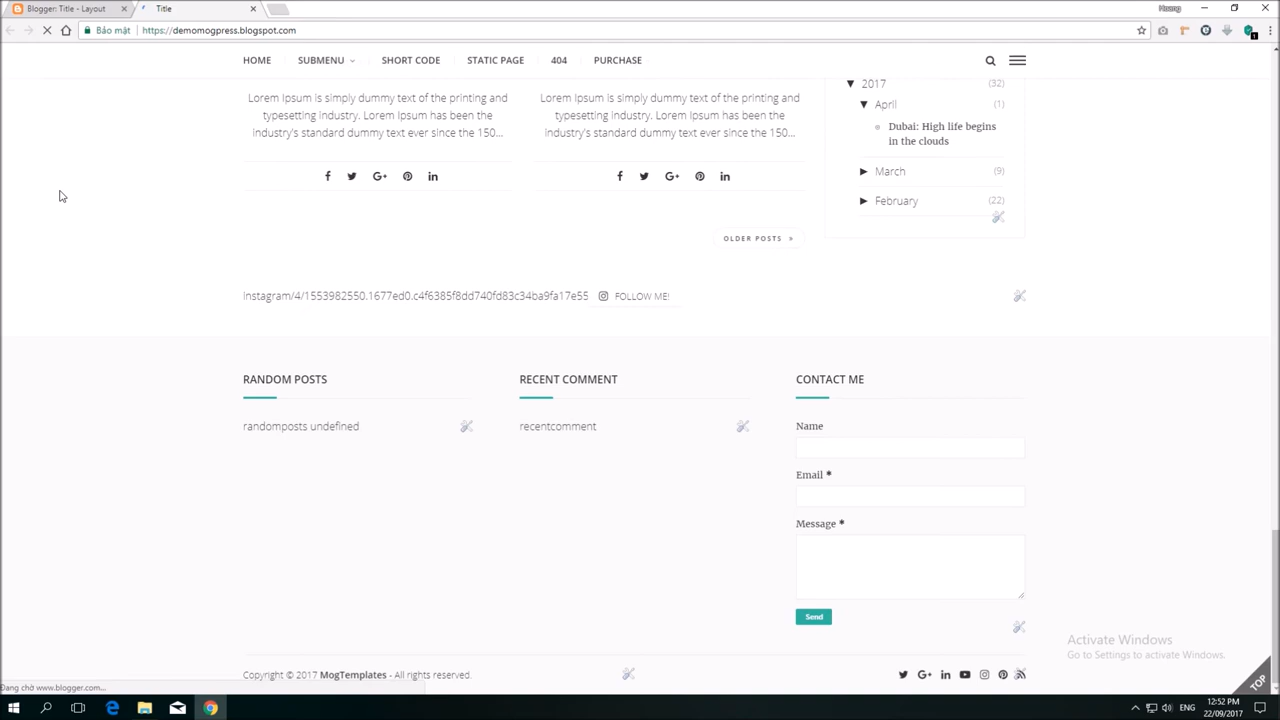 Blogger: Title - Layout
Title
Hoang
Bảo mật
https://demomogpress.blogspot.com
HOME
SUBMENU
SHORT CODE
STATIC PAGE
404
PURCHASE
Lorem Ipsum is simply dummy text of the printing and
typesetting industry. Lorem Ipsum has been the
industry's standard dummy text ever since the 150...
Lorem Ipsum is simply dummy text of the printing and
typesetting industry. Lorem Ipsum has been the
industry's standard dummy text ever since the 150...
OLDER POSTS »
▼ 2017 (32)
▼ April (1)
Dubai: High life begins
in the clouds
► March (9)
► February (22)
Instagram/4/1553982550.1677ed0.c4f6385f8dd740fd83c34ba9fa17e55
FOLLOW ME!
RANDOM POSTS
randomposts undefined
RECENT COMMENT
recentcomment
CONTACT ME
Name
Email *
Message *
Send
Activate Windows
Go to Settings to activate Windows.
Copyright © 2017 MogTemplates - All rights reserved.
TOP
Đang chờ www.blogger.com...
ENG
12:52 PM
22/09/2017